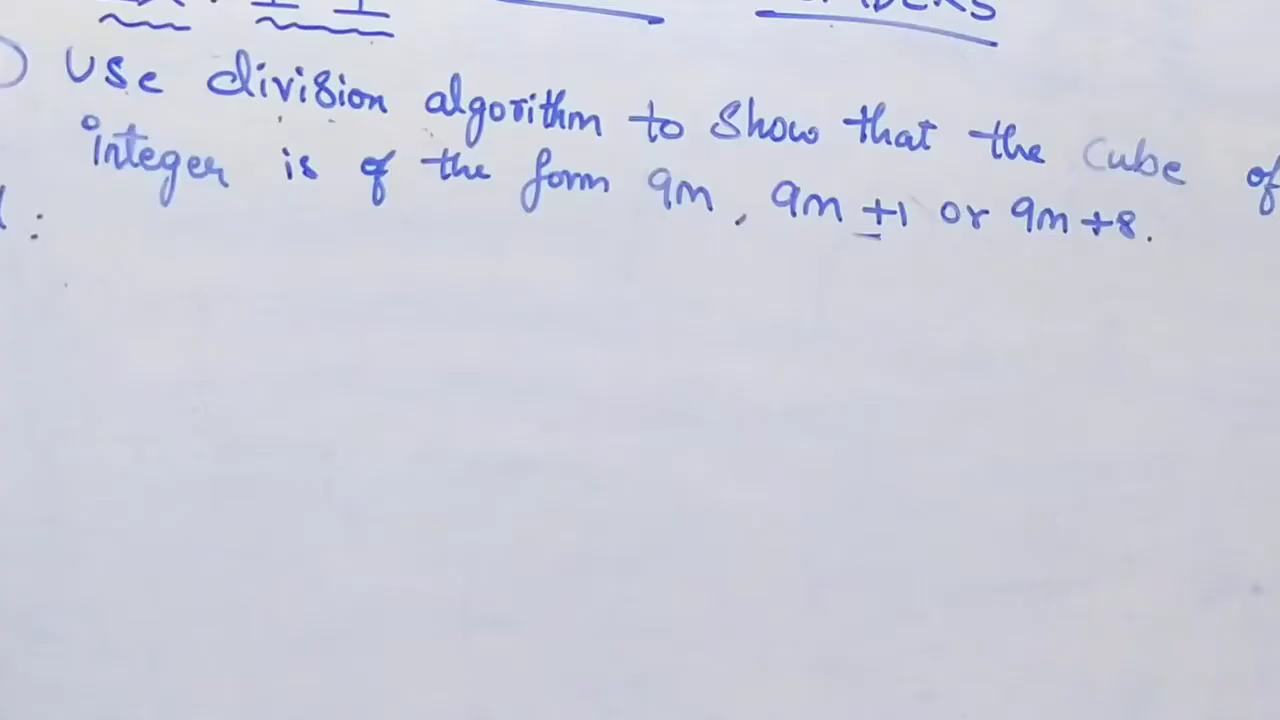 ) Use division algorithm to show that the cube of
integer is of the form 9m, 9m +1 or 9m +8.
: